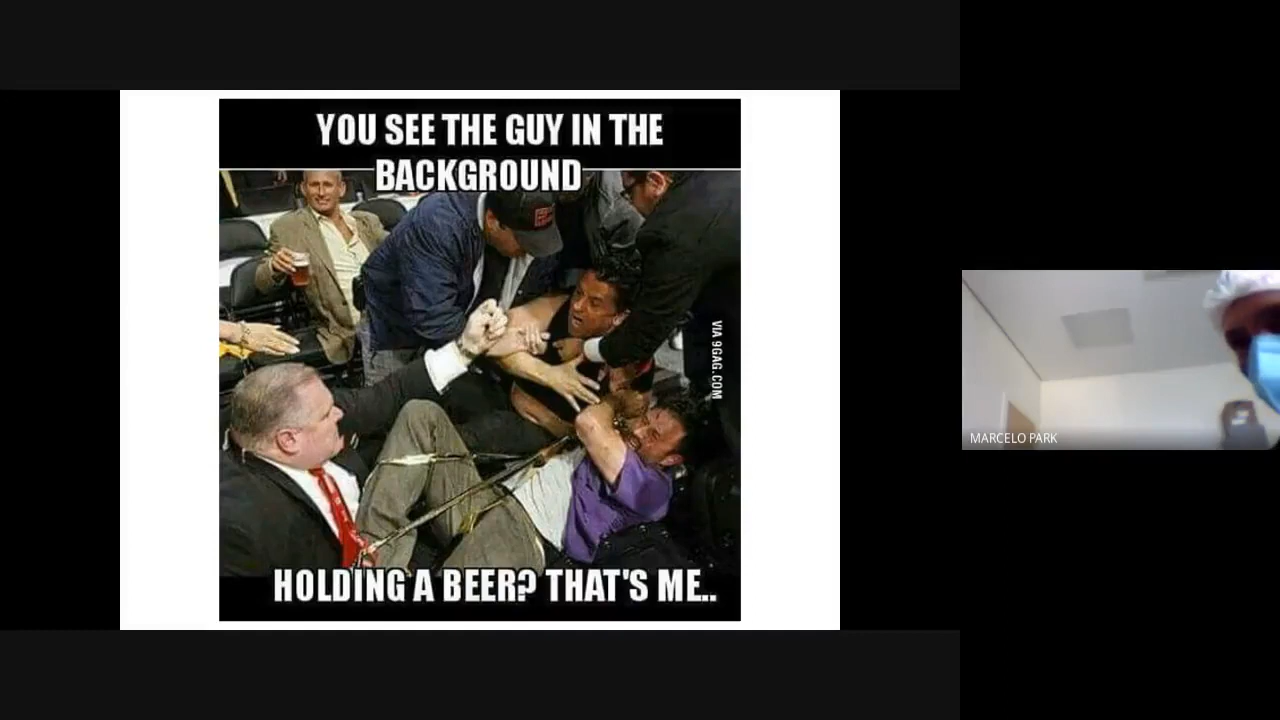 YOU SEE THE GUY IN THE
BACKGROUND
VIA 9GAG.COM
HOLDING A BEER? THAT'S ME..
MARCELO PARK